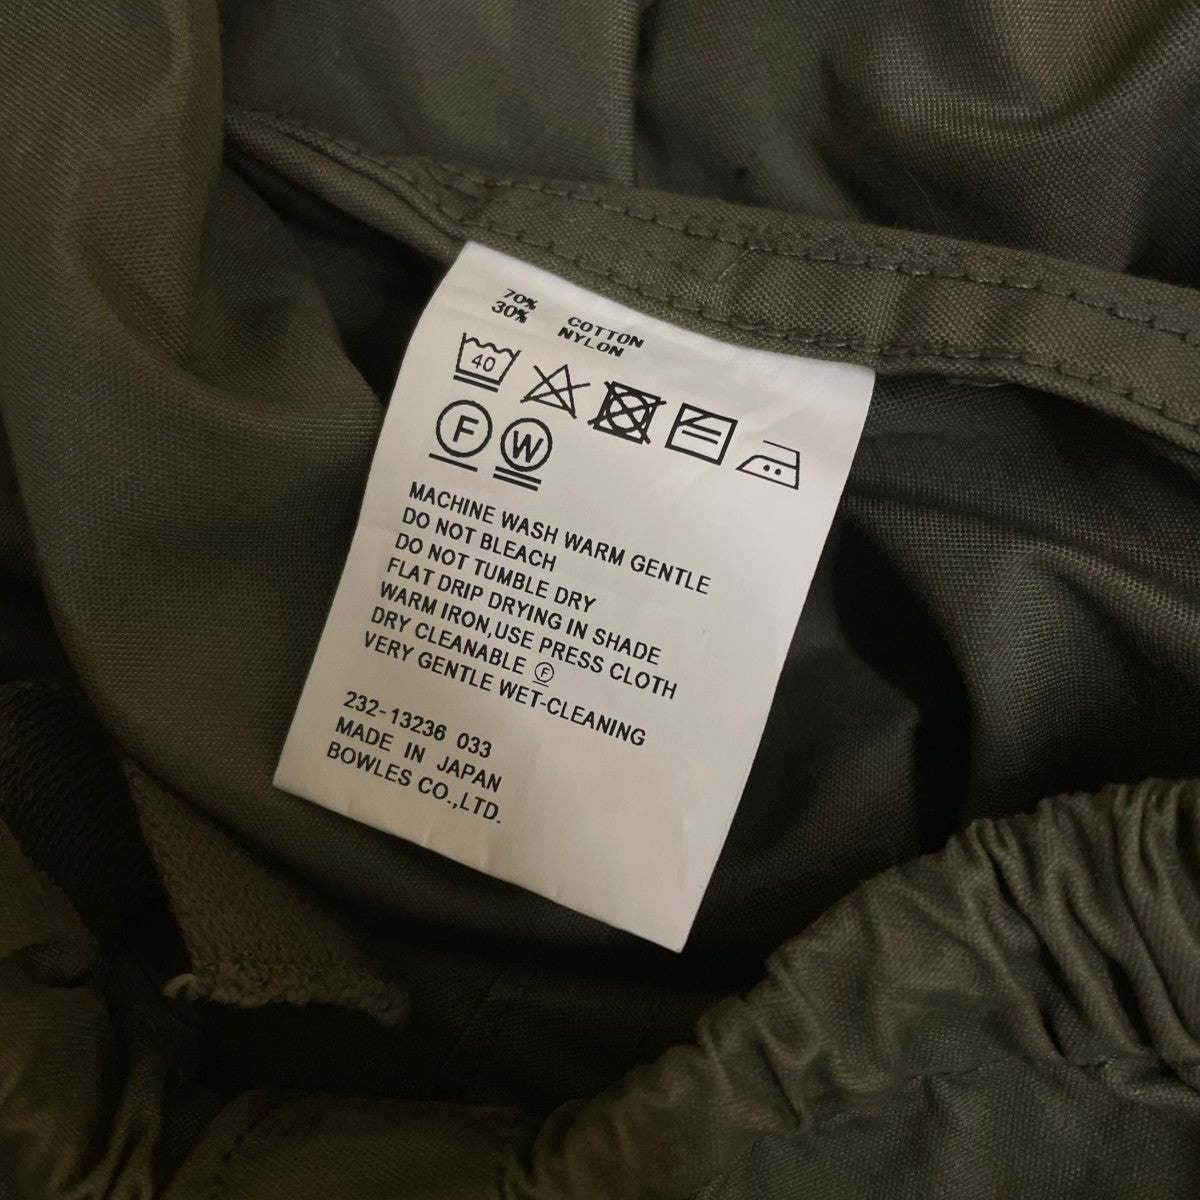 70% COTTON
30% NYLON
40
F W
MACHINE WASH WARM GENTLE
DO NOT BLEACH
DO NOT TUMBLE DRY
FLAT DRIP DRYING IN SHADE
WARM IRON,USE PRESS CLOTH
DRY CLEANABLE Ⓕ
VERY GENTLE WET-CLEANING
232-13236 033
MADE IN JAPAN
BOWLES CO.,LTD.